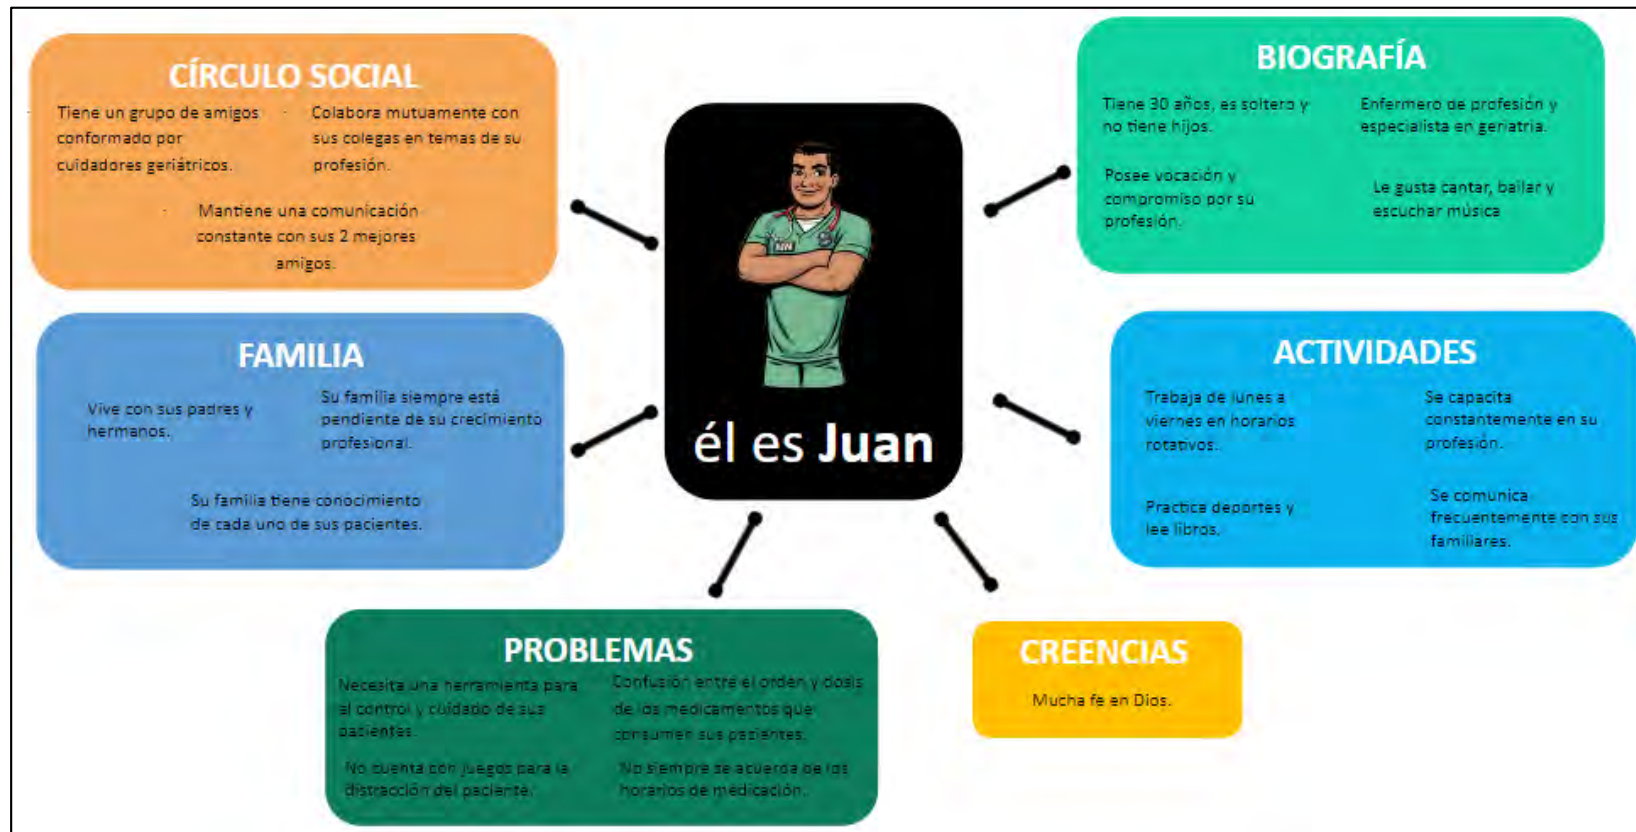 CÍRCULO SOCIAL
Tiene un grupo de amigos
conformado por
cuidadores geriátricos.
Colabora mutuamente con
sus colegas en temas de su
profesión.
Mantiene una comunicación
constante con sus 2 mejores
amigos.
BIOGRAFÍA
Tiene 30 años, es soltero y
no tiene hijos.
Enfermero de profesión y
especialista en geriatria.
Posee vocación y
compromiso por su
profesión.
Le gusta cantar, bailar y
escuchar música
NN
él es Juan
FAMILIA
Vive con sus padres y
hermanos.
Su familia siempre está
pendiente de su crecimiento
profesional.
Su familia tiene conocimiento
de cada uno de sus pacientes.
ACTIVIDADES
Trabaja de lunes a
viernes en horarios
rotativos.
Se capacita
constantemente en su
profesión.
Practica deportes y
lee libros.
Se comunica
frecuentemente con sus
familiares.
PROBLEMAS
Necesita una herramienta para
el control y cuidado de sus
pacientes.
Confusión entre el orden y dosis
de los medicamentos que
consumen sus pacientes.
No cuenta con juegos para la
distracción del paciente.
No siempre se acuerda de los
horarios de medicación.
CREENCIAS
Mucha fe en Dios.